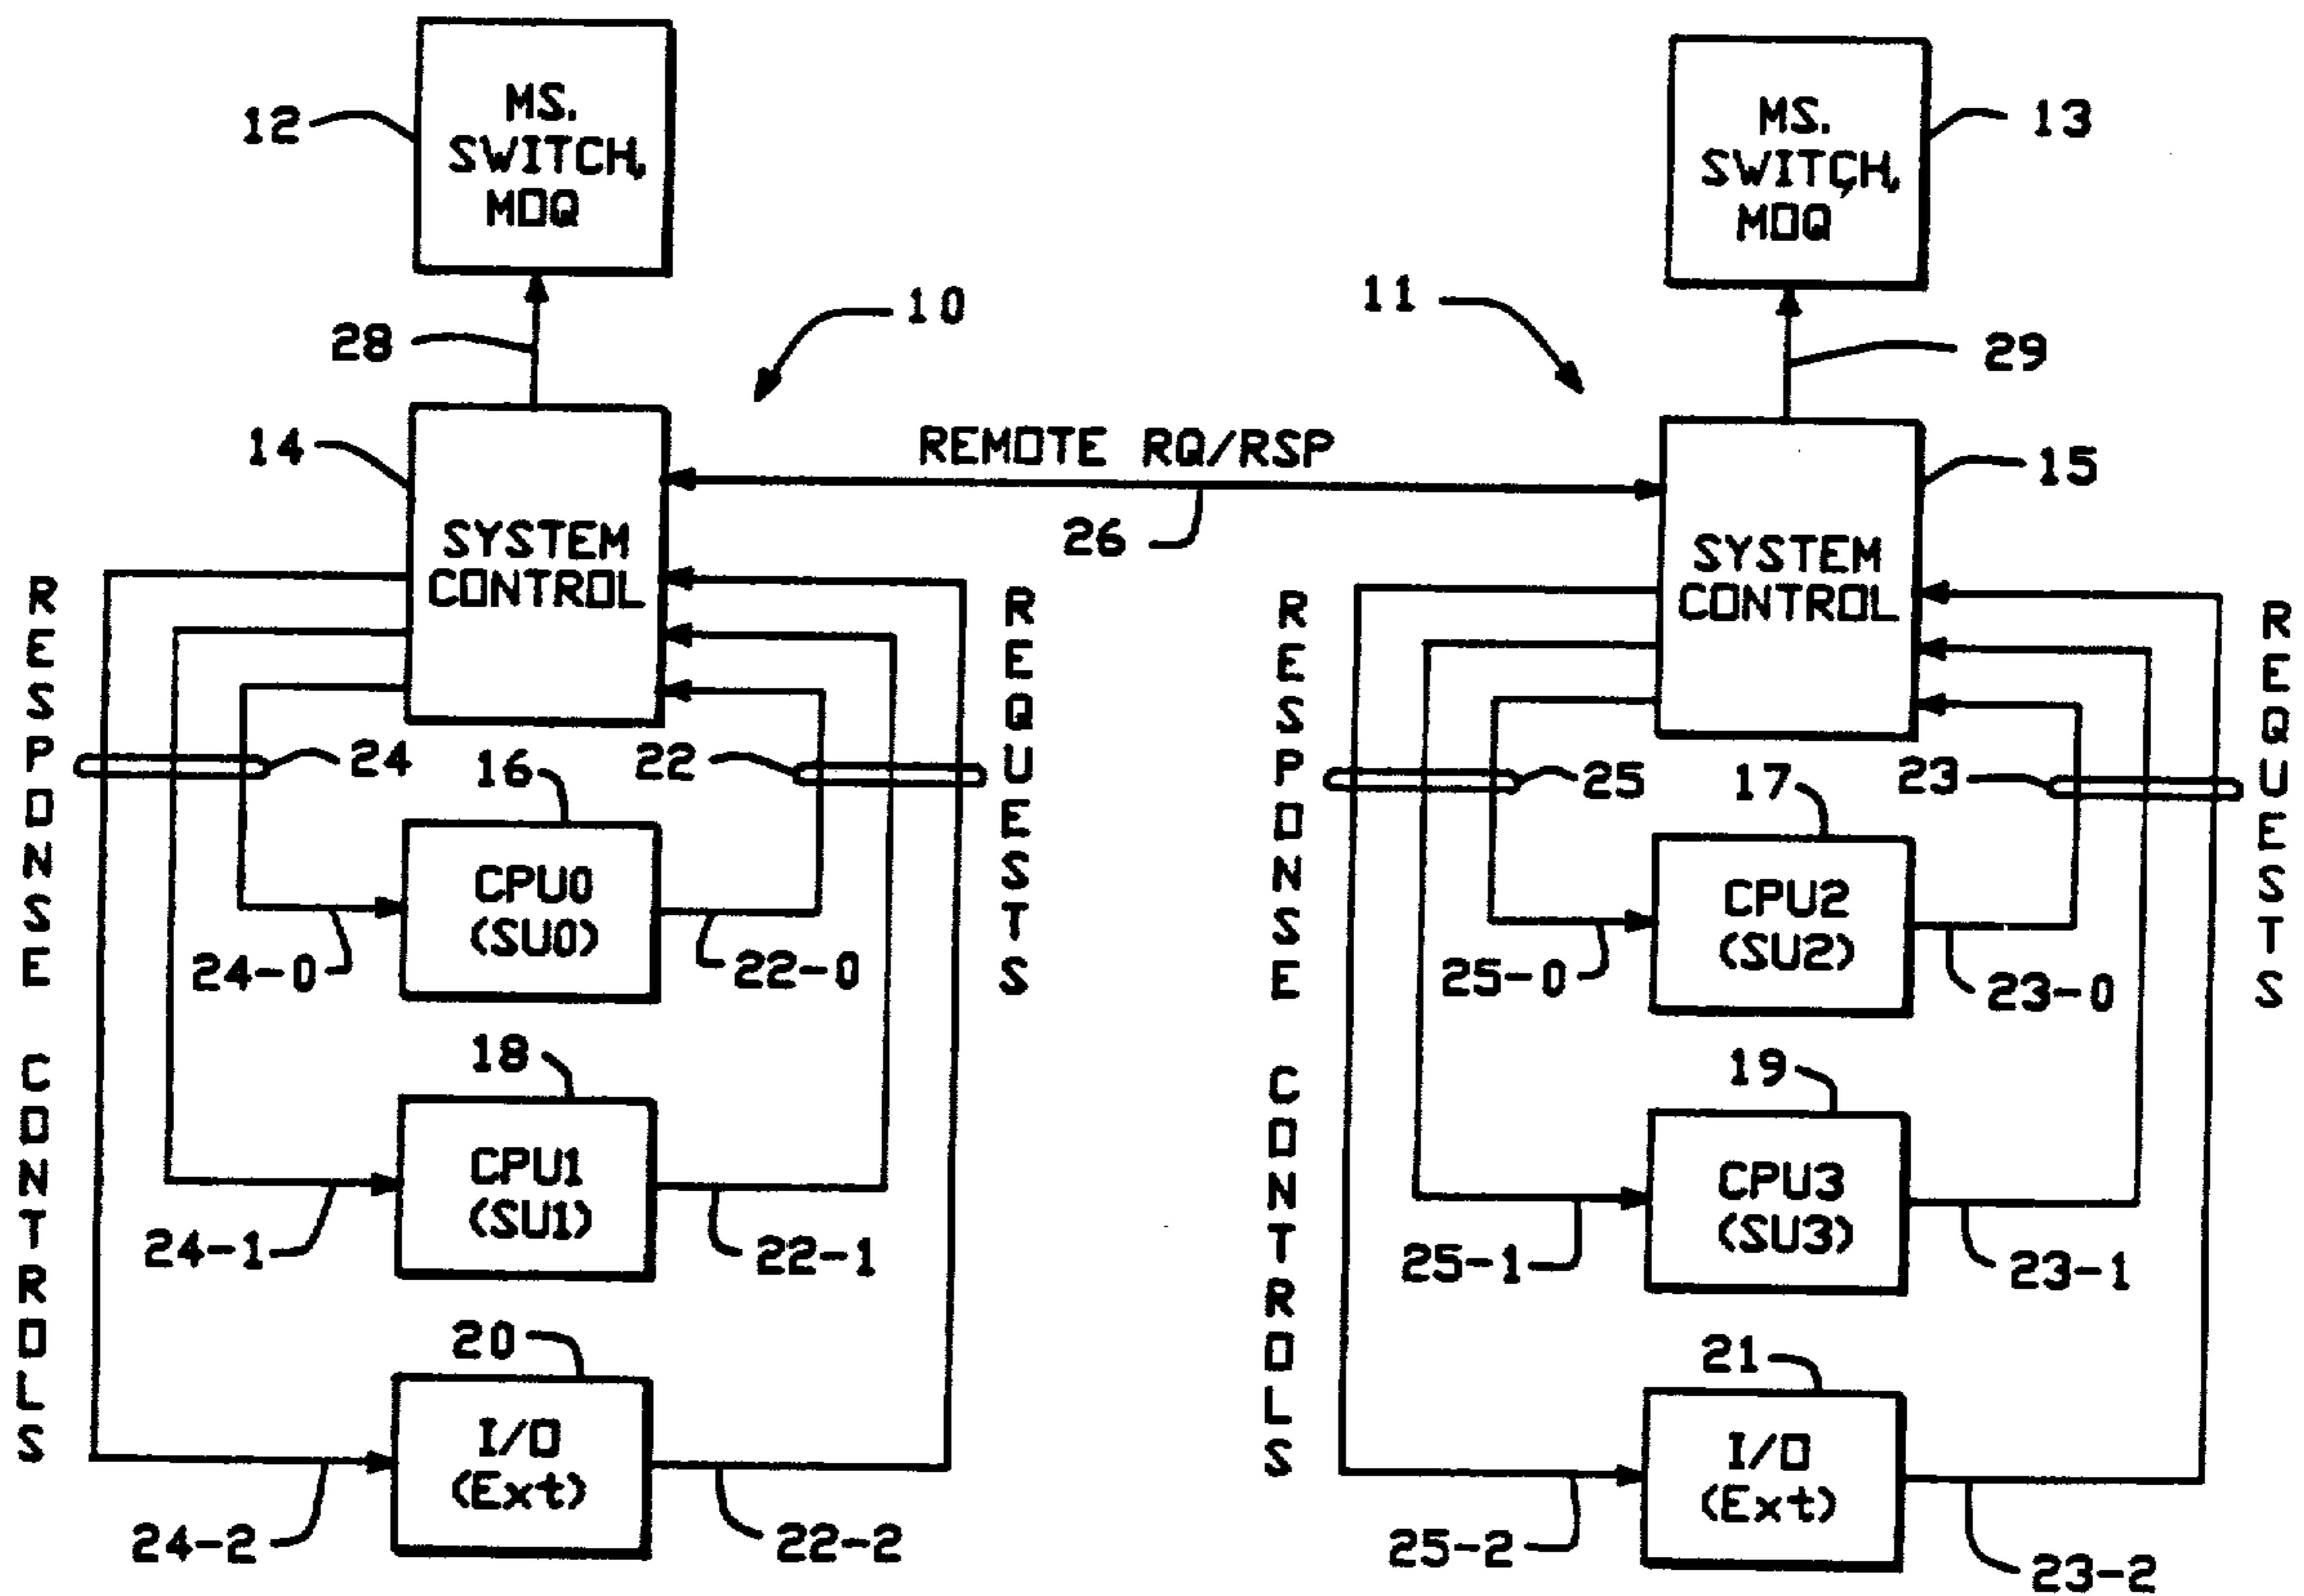 MS.
SWITCH,
MDQ
12
28
10
14
SYSTEM
CONTROL
REMOTE RQ/RSP
26
RESPONSE CONTROLS
REQUESTS
24
22
16
CPU0
(SU0)
24-0
22-0
18
CPU1
(SU1)
24-1
22-1
20
I/O
(Ext)
24-2
22-2
MS.
SWITCH,
MDQ
13
11
29
15
SYSTEM
CONTROL
RESPONSE CONTROLS
REQUESTS
25
23
17
CPU2
(SU2)
25-0
23-0
19
CPU3
(SU3)
25-1
23-1
21
I/O
(Ext)
25-2
23-2